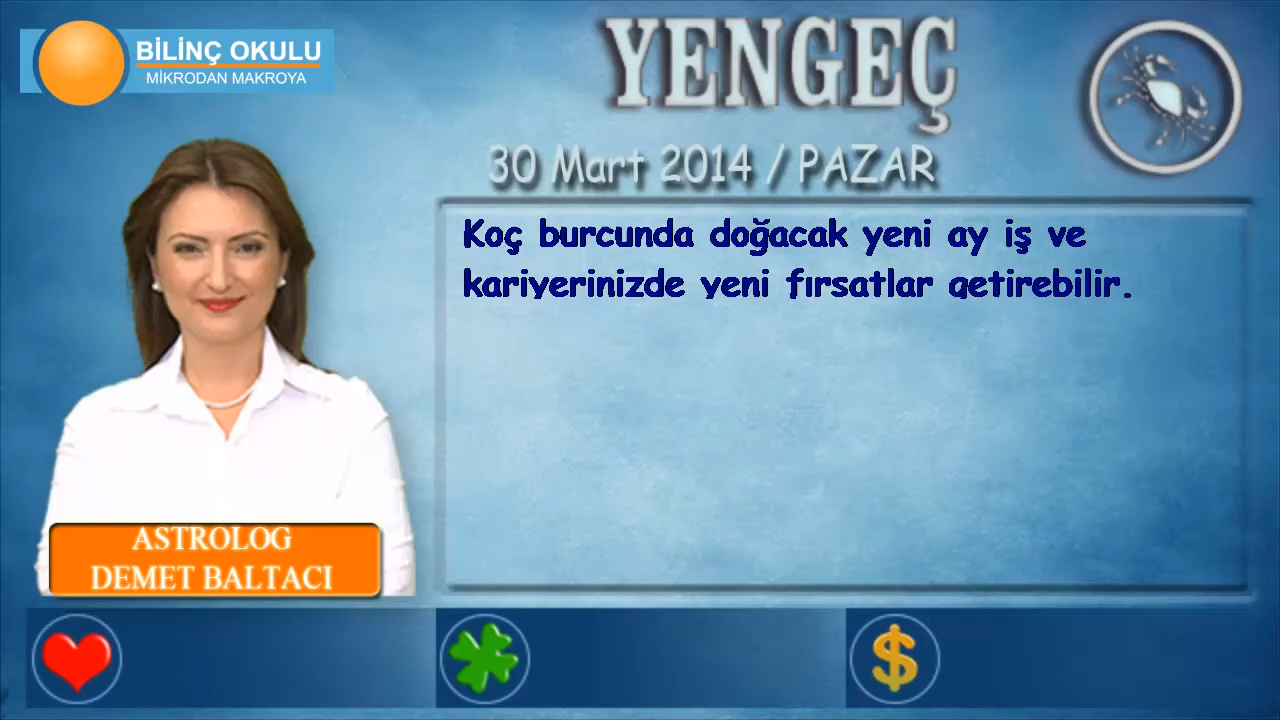 BİLİNÇ OKULU
MİKRODAN MAKROYA
YENGEÇ
30 Mart 2014 / PAZAR
Koç burcunda doğacak yeni ay iş ve
kariyerinizde yeni fırsatlar getirebilir.
ASTROLOG
DEMET BALTACI